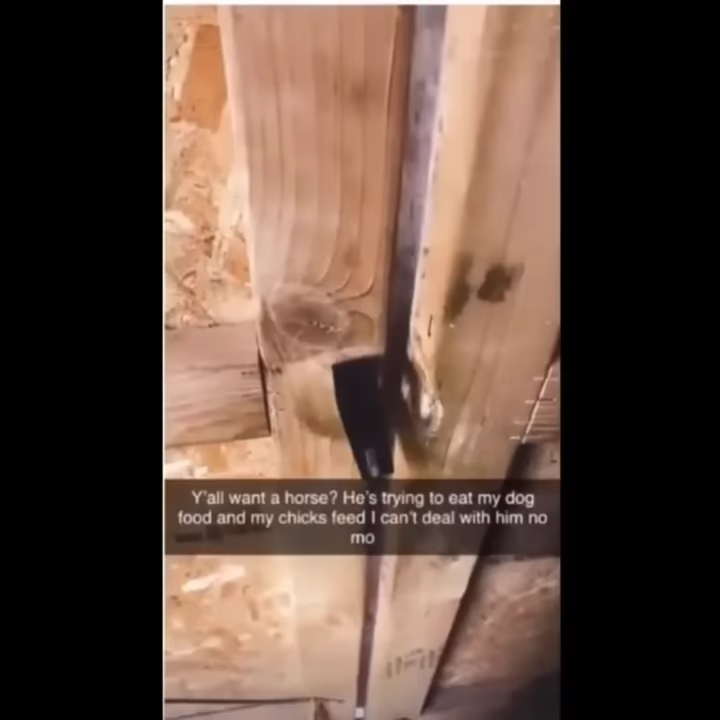 Y'all want a horse? He's trying to eat my dog
food and my chicks feed I can't deal with him no
mo